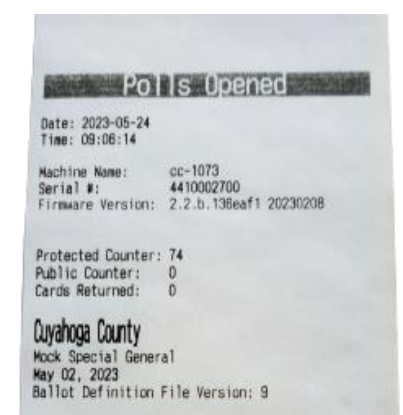 Polls Opened
Date: 2023-05-24
Time: 09:06:14
Machine Name: cc-1073
Serial #: 4410002700
Firmware Version: 2.2.b.136eaf1 20230208
Protected Counter: 74
Public Counter: 0
Cards Returned: 0
Cuyahoga County
Mock Special General
May 02, 2023
Ballot Definition File Version: 9